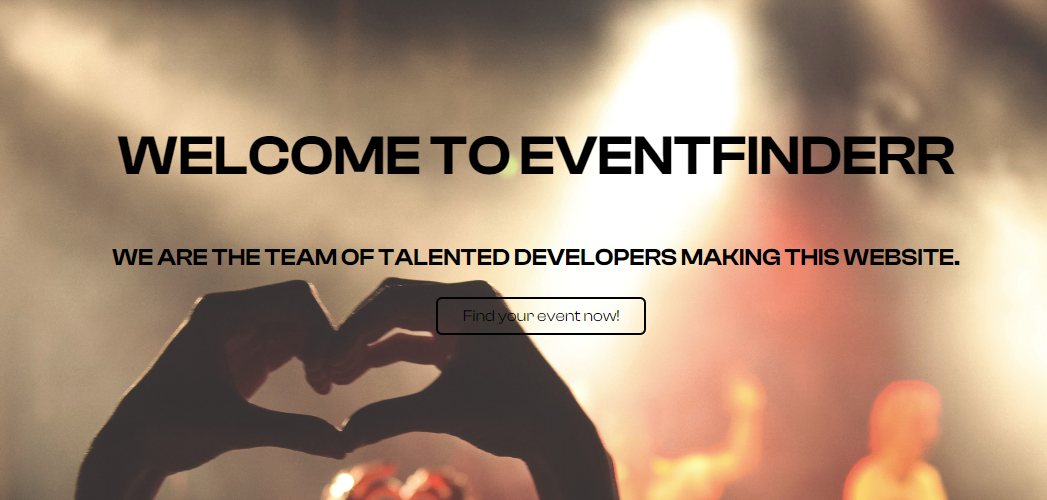 WELCOME TO EVENTFINDERR
WE ARE THE TEAM OF TALENTED DEVELOPERS MAKING THIS WEBSITE.
Find your event now!